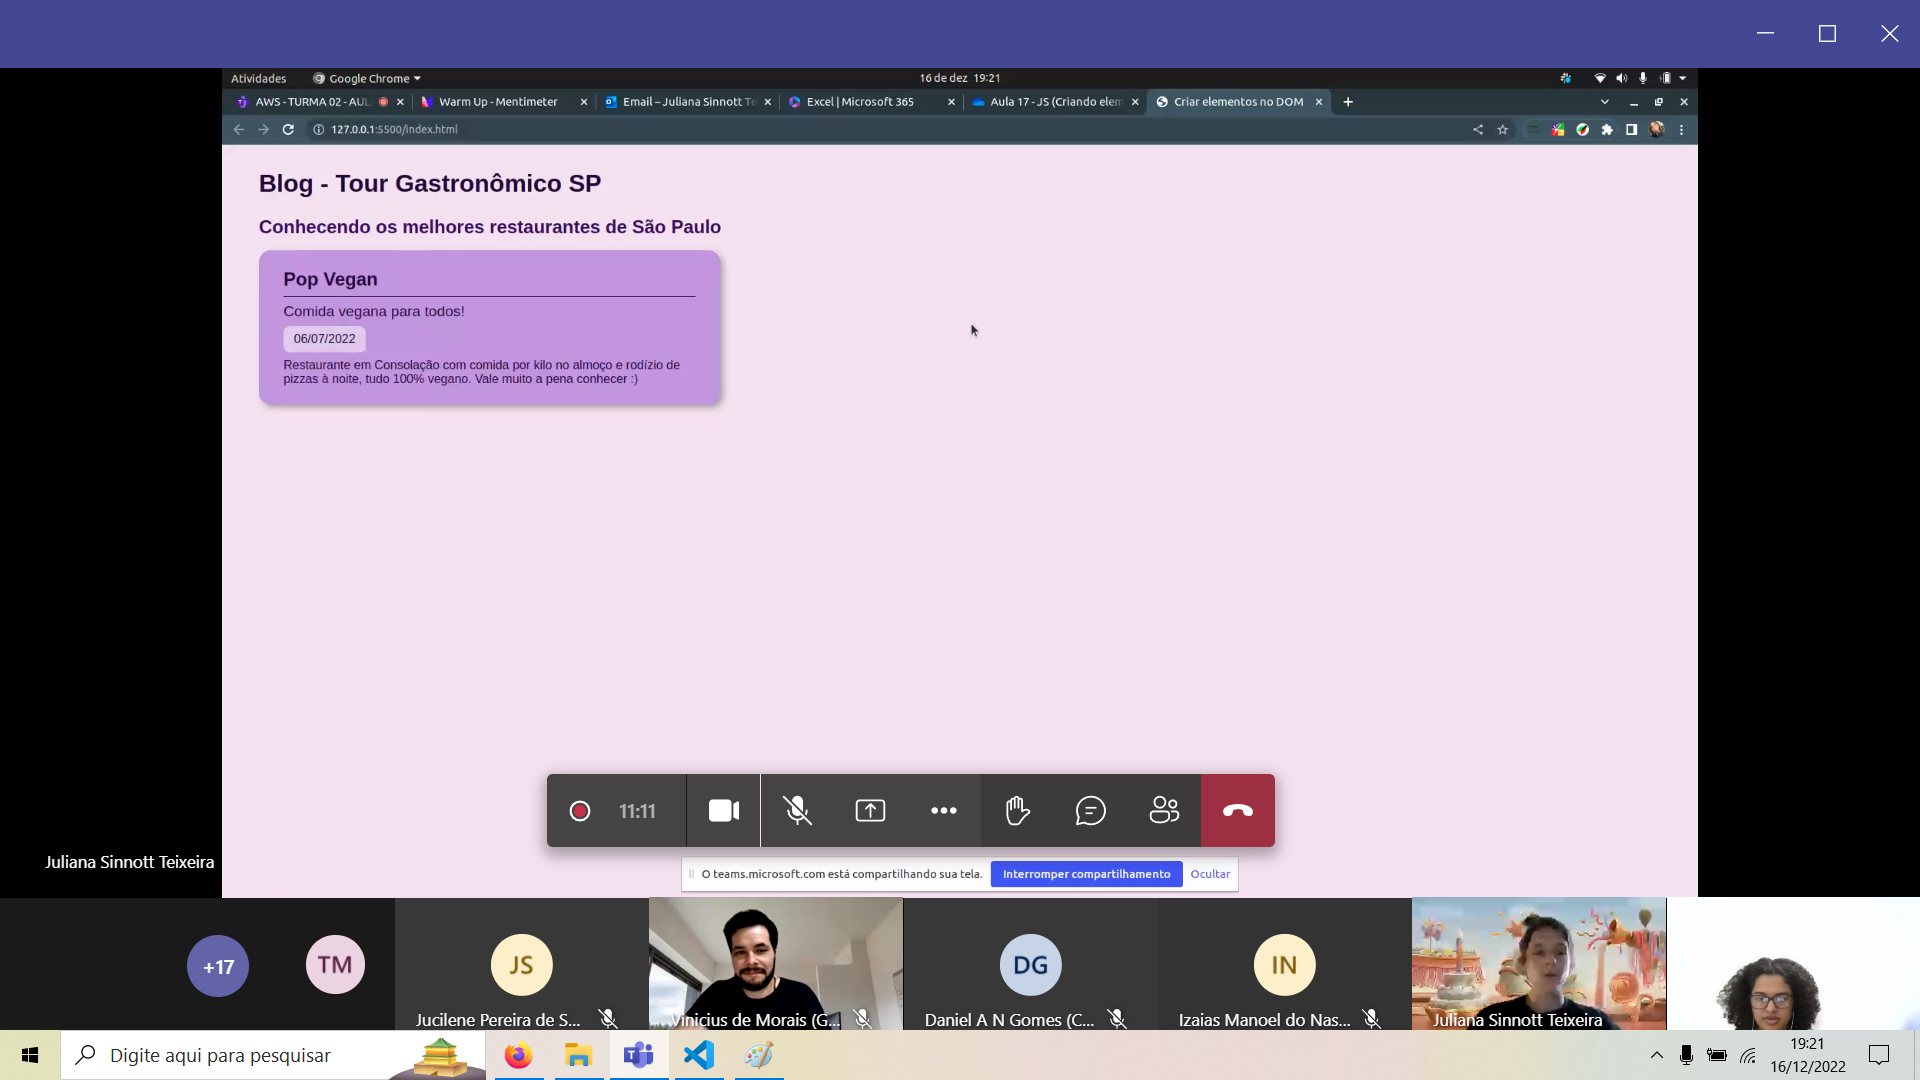 Atividades Google Chrome 16 de dez 19:21
AWS - TURMA 02 - AUL Warm Up - Mentimeter Email – Juliana Sinnott Te Excel | Microsoft 365 Aula 17 - JS (Criando elem Criar elementos no DOM
127.0.0.1:5500/index.html
Blog - Tour Gastronômico SP
Conhecendo os melhores restaurantes de São Paulo
Pop Vegan
Comida vegana para todos!
06/07/2022
Restaurante em Consolação com comida por kilo no almoço e rodízio de
pizzas à noite, tudo 100% vegano. Vale muito a pena conhecer :)
11:11
Juliana Sinnott Teixeira
O teams.microsoft.com está compartilhando sua tela. Interromper compartilhamento Ocultar
+17 TM JS DG IN
Jucilene Pereira de S... Vinicius de Morais (G... Daniel A N Gomes (C... Izaias Manoel do Nas... Juliana Sinnott Teixeira
Digite aqui para pesquisar
19:21
16/12/2022